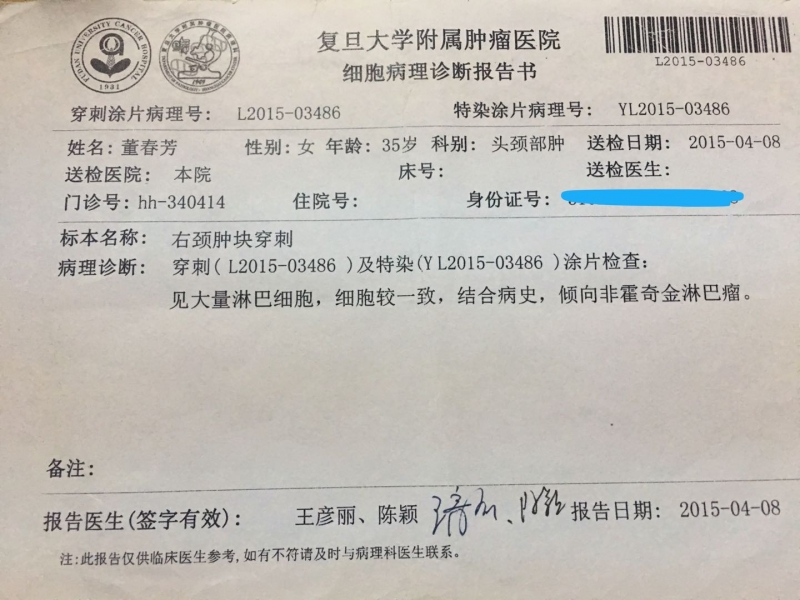 FUDAN UNIVERSITY CANCER HOSPITAL
1931
复旦大学附属肿瘤医院
细胞病理诊断报告书
L2015-03486
穿刺涂片病理号: L2015-03486 特染涂片病理号: YL2015-03486
姓名: 董春芳 性别: 女 年龄: 35岁 科别: 头颈部肿 送检日期: 2015-04-08
送检医院: 本院 床号: 送检医生:
门诊号: hh-340414 住院号: 身份证号:
标本名称: 右颈肿块穿刺
病理诊断: 穿刺( L2015-03486 )及特染(YL2015-03486 )涂片检查:
见大量淋巴细胞，细胞较一致，结合病史，倾向非霍奇金淋巴瘤。
备注:
报告医生(签字有效): 王彦丽、陈颖 报告日期: 2015-04-08
注:此报告仅供临床医生参考,如有不符请及时与病理科医生联系。